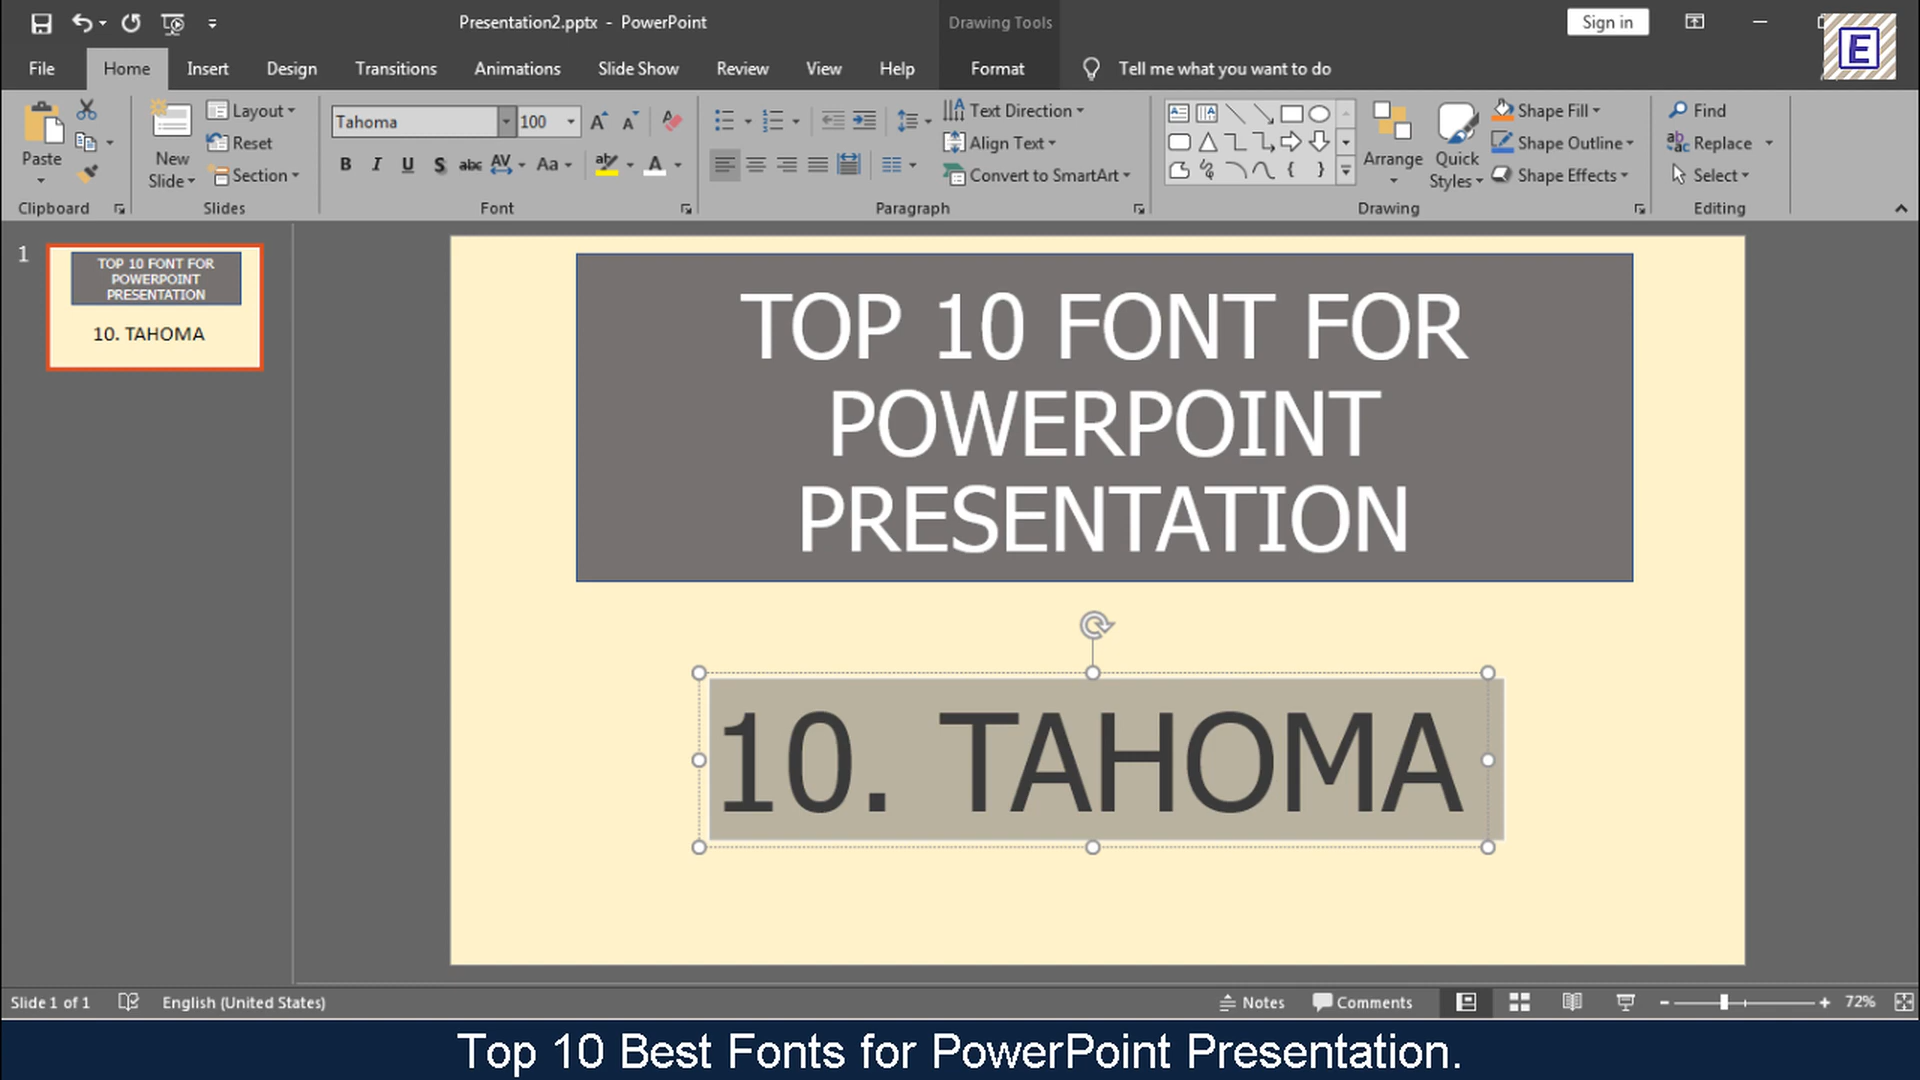 Presentation2.pptx - PowerPoint
Drawing Tools
Sign in
E
File Home Insert Design Transitions Animations Slide Show Review View Help Format Tell me what you want to do
Paste
Clipboard
New Slide
Layout
Reset
Section
Slides
Tahoma 100
B I U S abc AV Aa ab A
Font
Text Direction
Align Text
Convert to SmartArt
Paragraph
Arrange
Quick Styles
Shape Fill
Shape Outline
Shape Effects
Drawing
Find
Replace
Select
Editing
1
TOP 10 FONT FOR
POWERPOINT
PRESENTATION
10. TAHOMA
TOP 10 FONT FOR
POWERPOINT
PRESENTATION
10. TAHOMA
Slide 1 of 1 English (United States) Notes Comments 72%
Top 10 Best Fonts for PowerPoint Presentation.